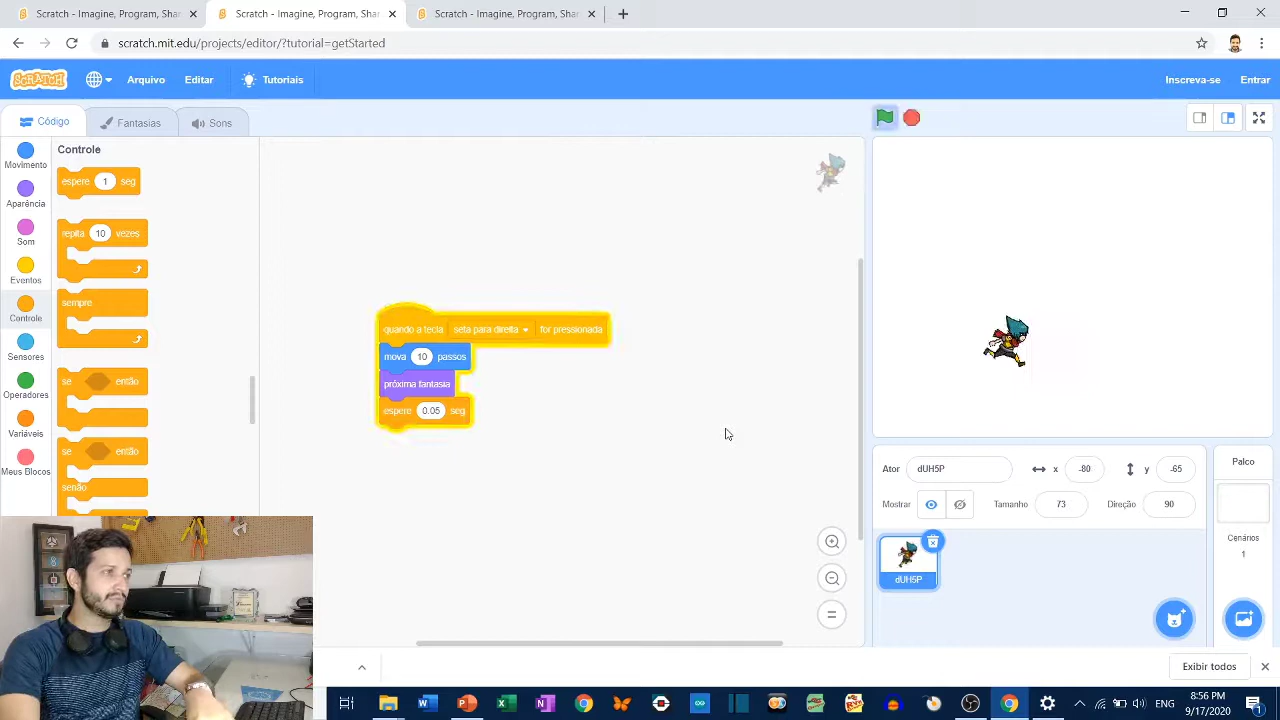 Scratch - Imagine, Program, Shar
Scratch - Imagine, Program, Shar
Scratch - Imagine, Program, Shar
scratch.mit.edu/projects/editor/?tutorial=getStarted
SCRATCH
Arquivo
Editar
Tutoriais
Inscreva-se
Entrar
Código
Fantasias
Sons
Movimento
Aparência
Som
Eventos
Controle
Sensores
Operadores
Variáveis
Meus Blocos
Controle
espere 1 seg
repita 10 vezes
sempre
se então
se então
senão
quando a tecla seta para direita for pressionada
mova 10 passos
próxima fantasia
espere 0.05 seg
Ator dUH5P x -80 y -65
Mostrar Tamanho 73 Direção 90
dUH5P
Palco
Cenários
1
Exibir todos
8:56 PM
9/17/2020